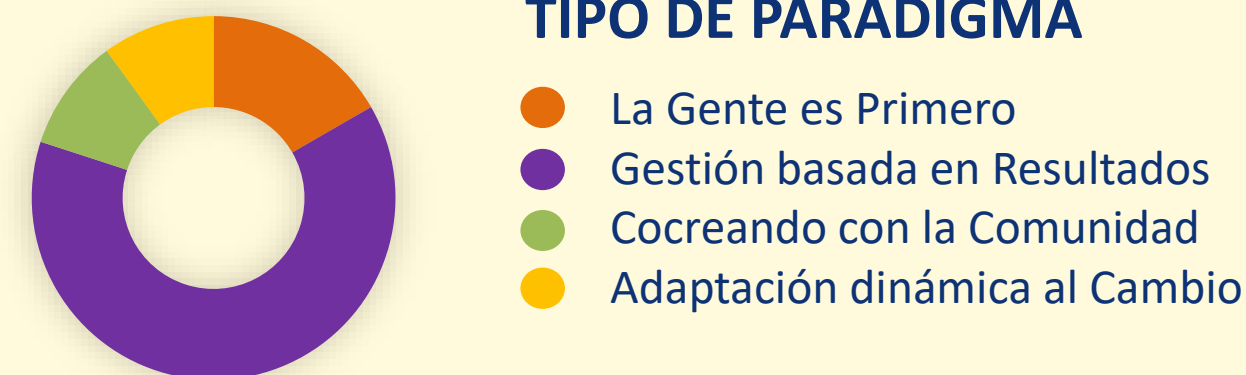 TIPO DE PARADIGMA
La Gente es Primero
Gestión basada en Resultados
Cocreando con la Comunidad
Adaptación dinámica al Cambio